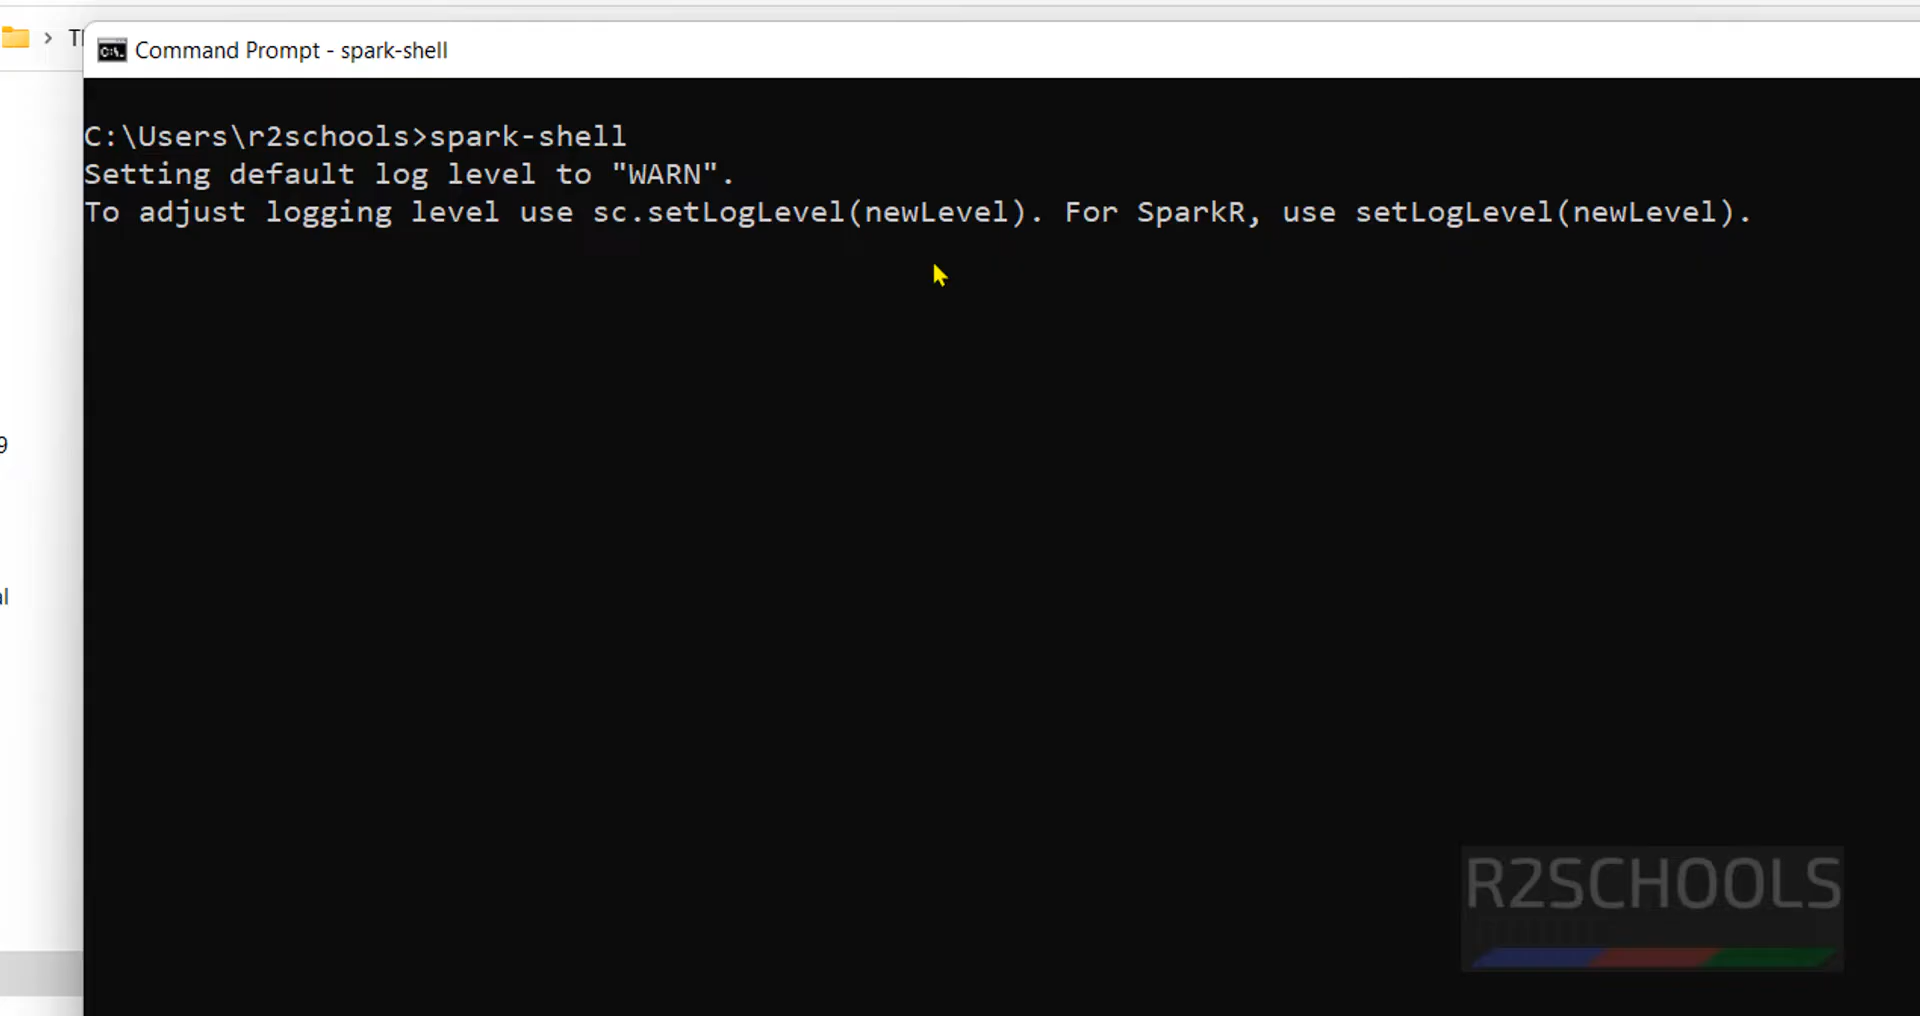 Command Prompt - spark-shell
C:\Users\r2schools>spark-shell
Setting default log level to "WARN".
To adjust logging level use sc.setLogLevel(newLevel). For SparkR, use setLogLevel(newLevel).
R2SCHOOLS